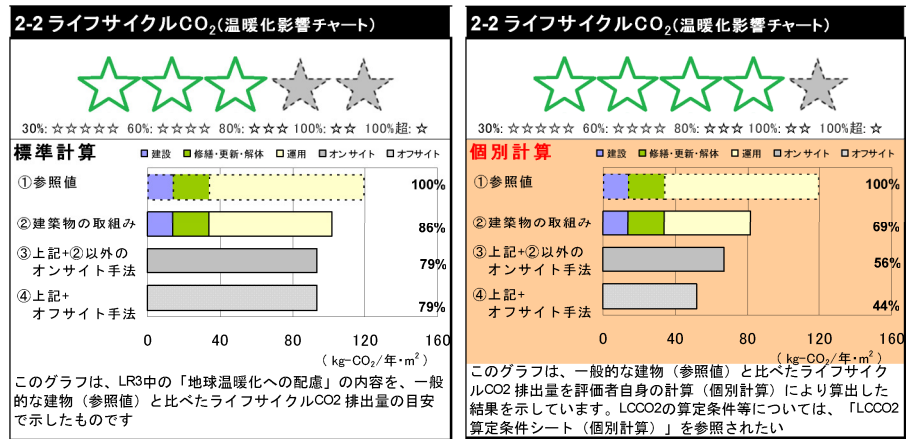 2-2 ライフサイクルCO2(温暖化影響チャート)
30%: ☆☆☆☆☆ 60%: ☆☆☆☆ 80%: ☆☆☆ 100%: ☆☆ 100%超: ☆
標準計算
建設 修繕・更新・解体 運用 オンサイト オフサイト
①参照値 100%
②建築物の取組み 86%
③上記+②以外の
オンサイト手法 79%
④上記+
オフサイト手法 79%
0 40 80 120 160
(kg-CO2/年・m2)
このグラフは、LR3中の「地球温暖化への配慮」の内容を、一般
的な建物(参照値)と比べたライフサイクルCO2 排出量の目安
で示したものです
2-2 ライフサイクルCO2(温暖化影響チャート)
30%: ☆☆☆☆☆ 60%: ☆☆☆☆ 80%: ☆☆☆ 100%: ☆☆ 100%超: ☆
個別計算
建設 修繕・更新・解体 運用 オンサイト オフサイト
①参照値 100%
②建築物の取組み 69%
③上記+②以外の
オンサイト手法 56%
④上記+
オフサイト手法 44%
0 40 80 120 160
(kg-CO2/年・m2)
このグラフは、一般的な建物(参照値)と比べたライフサイク
ルCO2 排出量を評価者自身の計算(個別計算)により算出した
結果を示しています。LCCO2の算定条件等については、「LCCO2
算定条件シート(個別計算)」を参照されたい